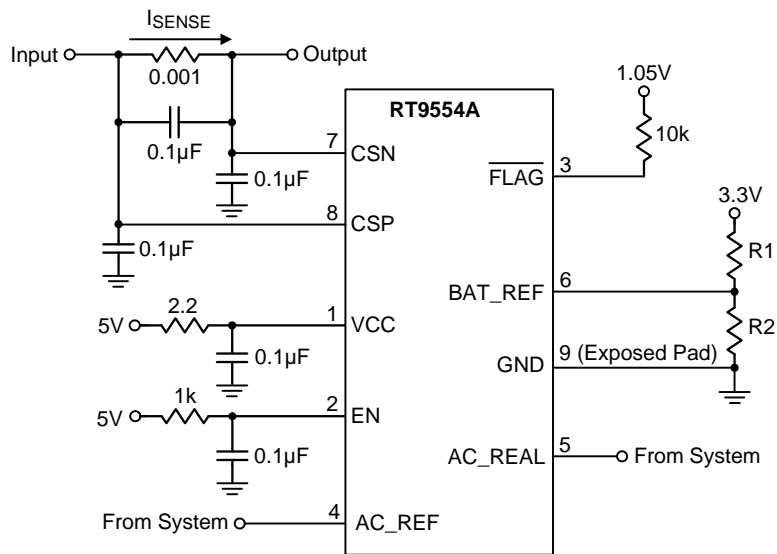 I_SENSE
Input
Output
0.001
1.05V
RT9554A
0.1µF
7
CSN
10k
3
FLAG
0.1µF
8
CSP
3.3V
0.1µF
R1
6
BAT_REF
2.2
1
5V
VCC
R2
0.1µF
9 (Exposed Pad)
GND
1k
2
5V
EN
0.1µF
5
AC_REAL
From System
4
From System
AC_REF